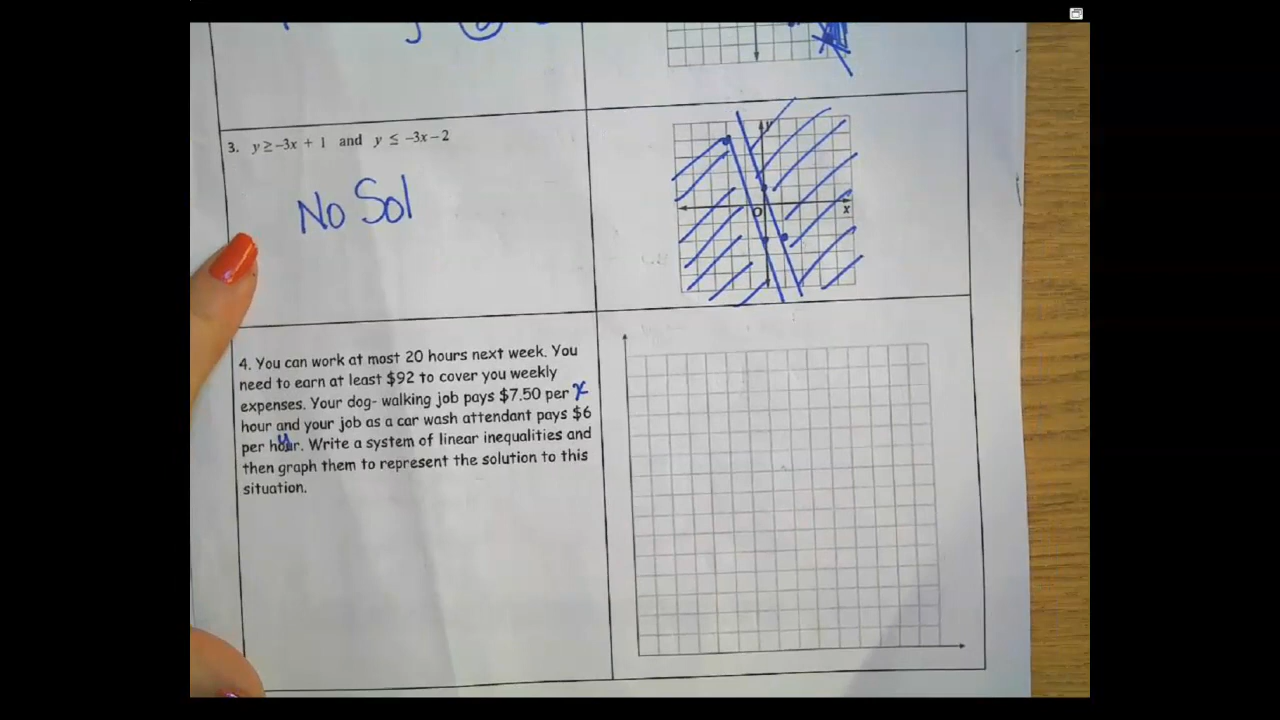 3. y ≥ -3x + 1 and y ≤ -3x - 2
No Sol
y
O
x
4. You can work at most 20 hours next week. You
need to earn at least $92 to cover you weekly
expenses. Your dog- walking job pays $7.50 per x
hour and your job as a car wash attendant pays $6
y
per hour. Write a system of linear inequalities and
then graph them to represent the solution to this
situation.